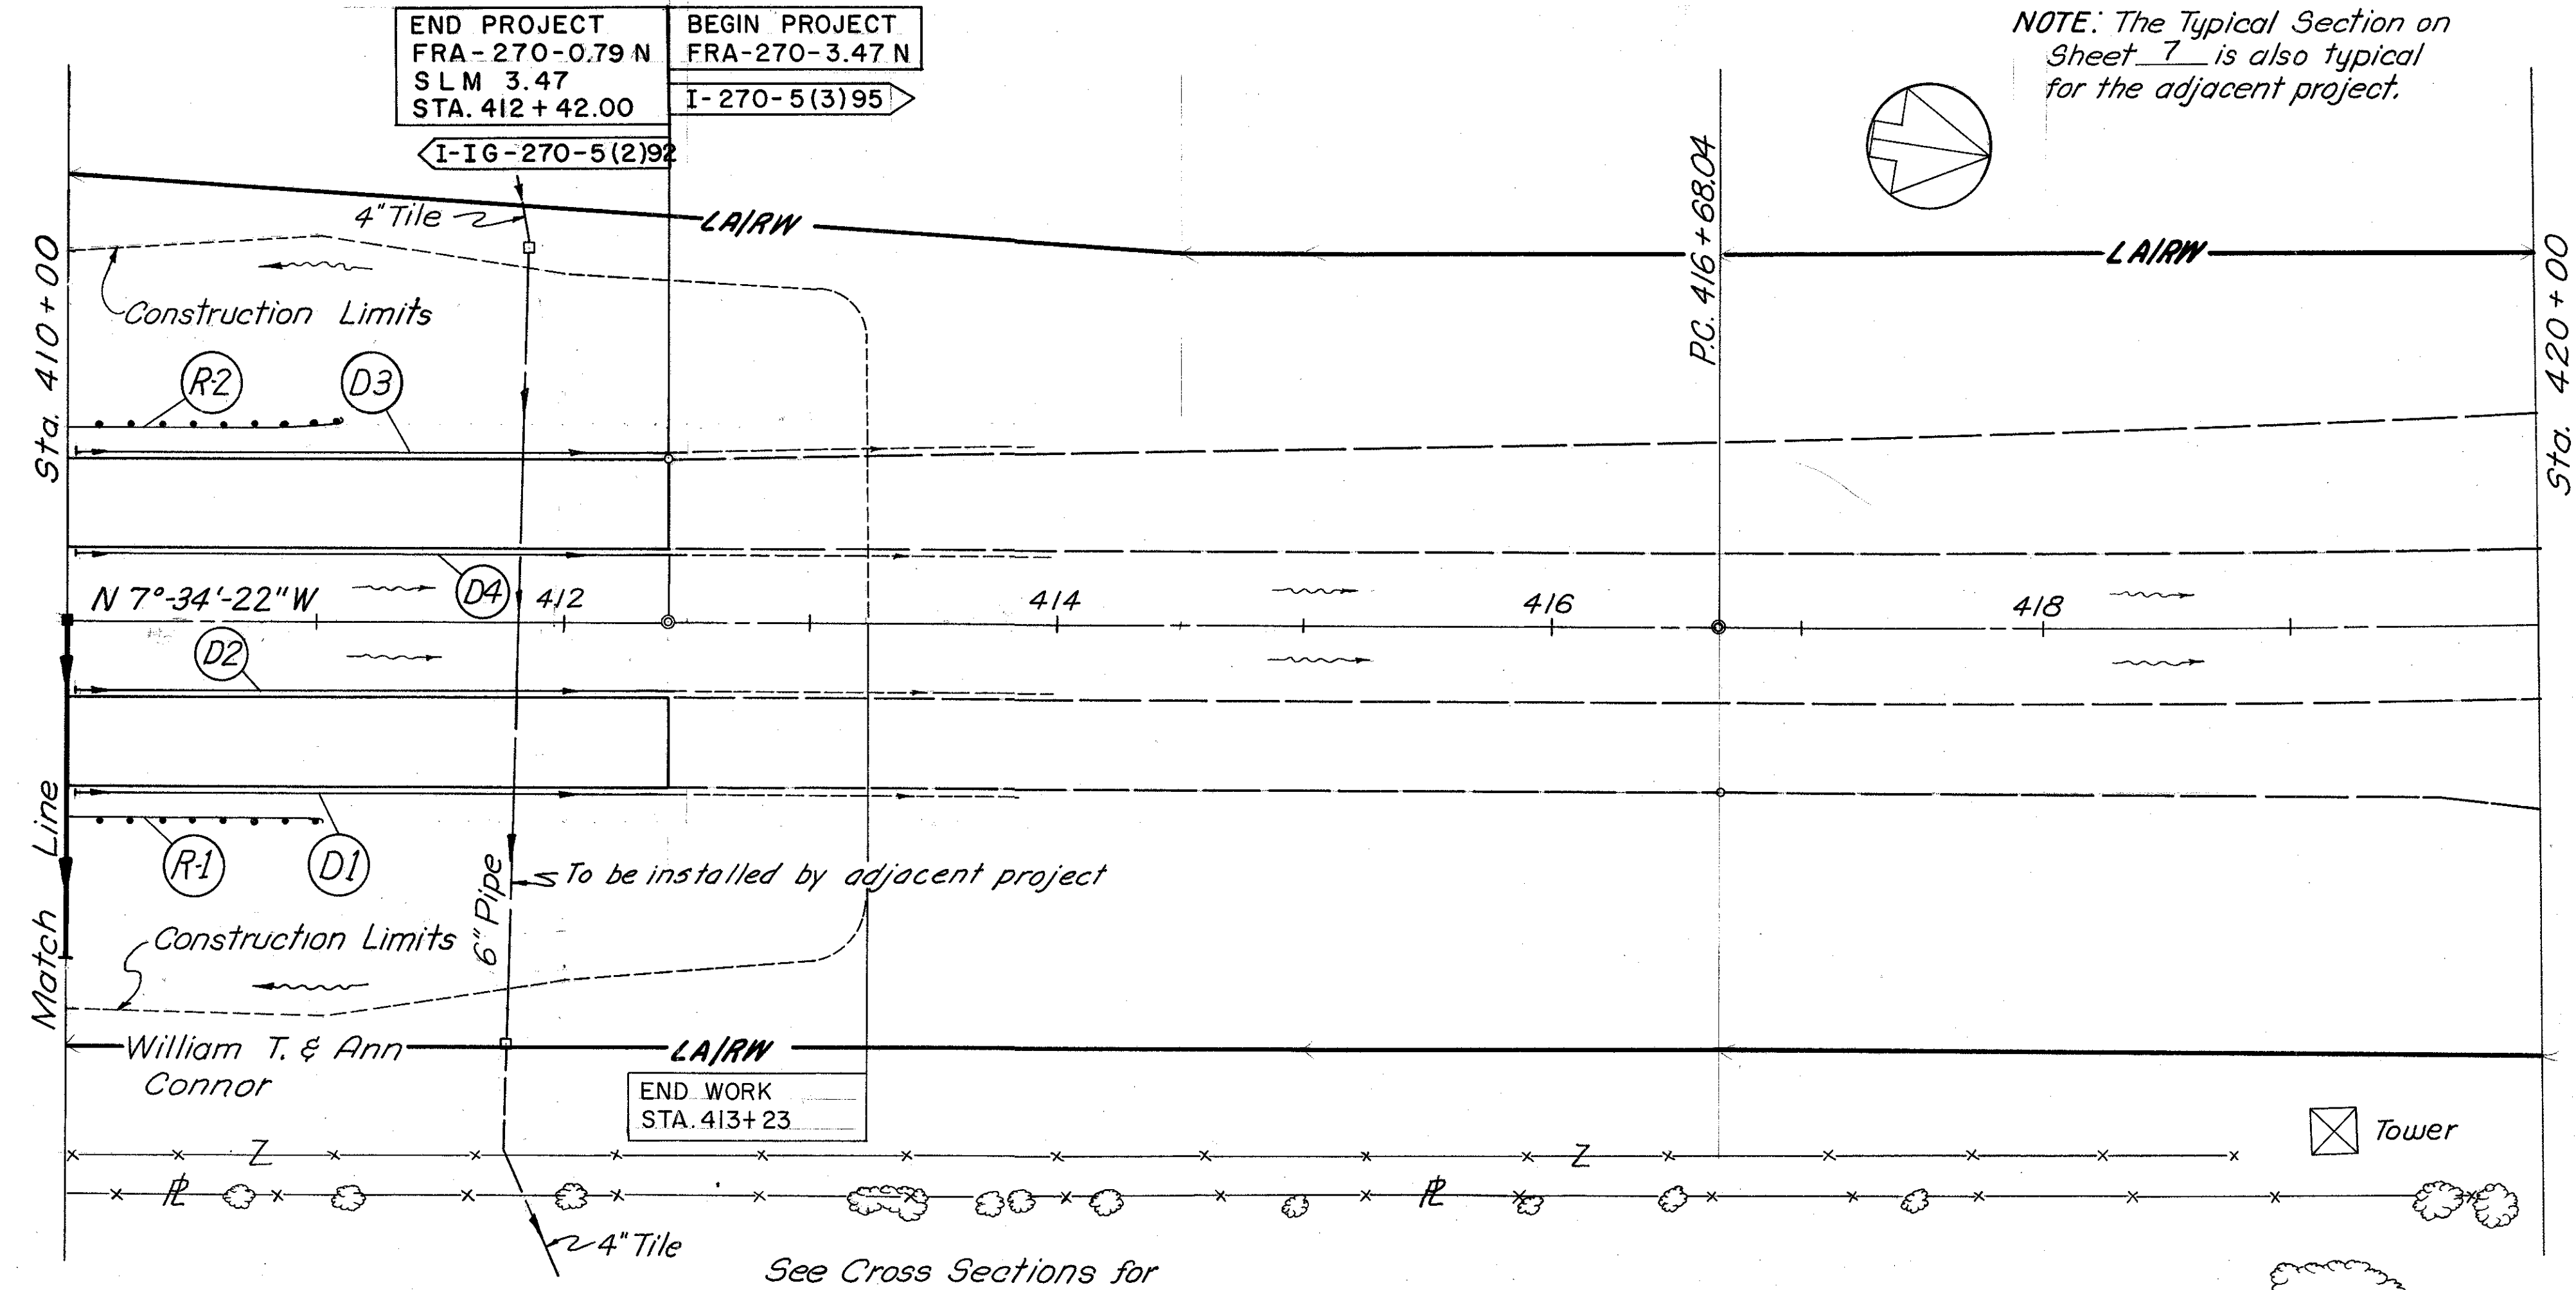 END PROJECT
FRA-270-0.79 N
SLM 3.47
STA. 412+42.00
BEGIN PROJECT
FRA-270-3.47 N
I-270-5(3)95
I-IG-270-5(2)92
NOTE: The Typical Section on
Sheet 7 is also typical
for the adjacent project.
4" Tile
LA/RW
LA/RW
Sta. 410+00
P.C. 416+68.04
Sta. 420+00
Construction Limits
R-2
D3
N 7°-34'-22" W
D4
412
414
416
418
D2
R-1
D1
6" Pipe
To be installed by adjacent project
Match Line
Construction Limits
William T. & Ann
Connor
LA/RW
END WORK
STA. 413+23
Tower
Z
Z
PL
PL
4" Tile
See Cross Sections for